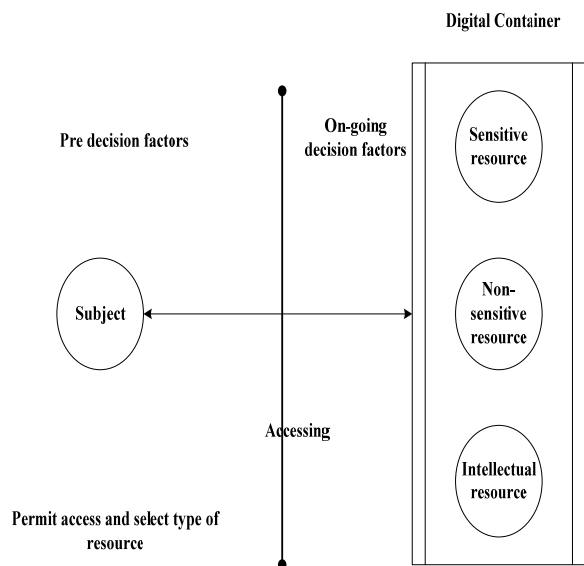 Digital Container
Pre decision factors
On-going
decision factors
Sensitive
resource
Subject
Non-
sensitive
resource
Accessing
Intellectual
resource
Permit access and select type of
resource